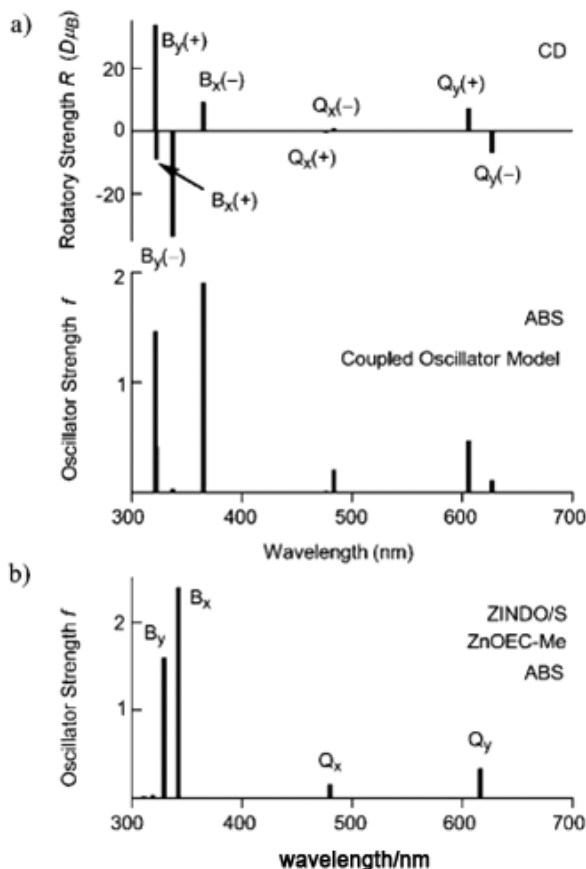 a)
Rotatory Strength R (DμB)
20
0
-20
By(+)
Bx(–)
CD
Qx(–)
Qy(+)
Qx(+)
Qy(–)
Bx(+)
By(–)
Oscillator Strength f
2
1
ABS
Coupled Oscillator Model
300 400 500 600 700
Wavelength (nm)
b)
Oscillator Strength f
2
1
Bx
By
ZINDO/S
ZnOEC-Me
ABS
Qx
Qy
300 400 500 600 700
wavelength/nm